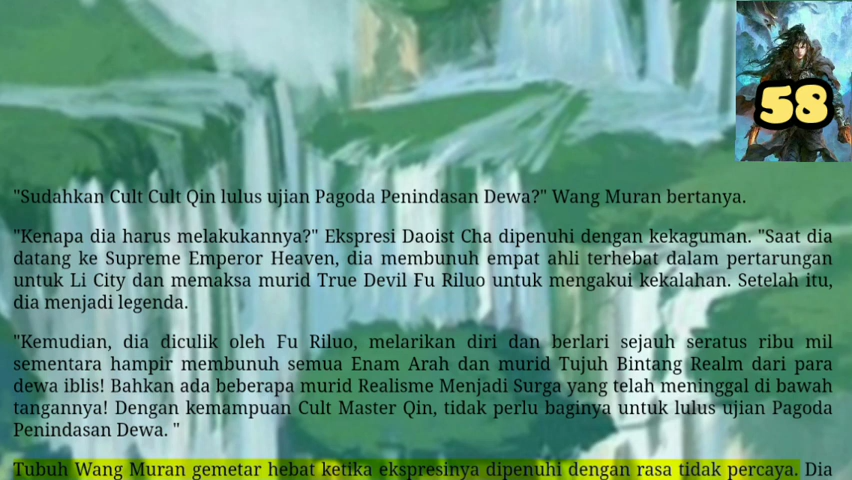 58
"Sudahkan Cult Cult Qin lulus ujian Pagoda Penindasan Dewa?" Wang Muran bertanya.
"Kenapa dia harus melakukannya?" Ekspresi Daoist Cha dipenuhi dengan kekaguman. "Saat dia
datang ke Supreme Emperor Heaven, dia membunuh empat ahli terhebat dalam pertarungan
untuk Li City dan memaksa murid True Devil Fu Riluo untuk mengakui kekalahan. Setelah itu,
dia menjadi legenda.
"Kemudian, dia diculik oleh Fu Riluo, melarikan diri dan berlari sejauh seratus ribu mil
sementara hampir membunuh semua Enam Arah dan murid Tujuh Bintang Realm dari para
dewa iblis! Bahkan ada beberapa murid Realisme Menjadi Surga yang telah meninggal di bawah
tangannya! Dengan kemampuan Cult Master Qin, tidak perlu baginya untuk lulus ujian Pagoda
Penindasan Dewa. "
Tubuh Wang Muran gemetar hebat ketika ekspresinya dipenuhi dengan rasa tidak percaya. Dia